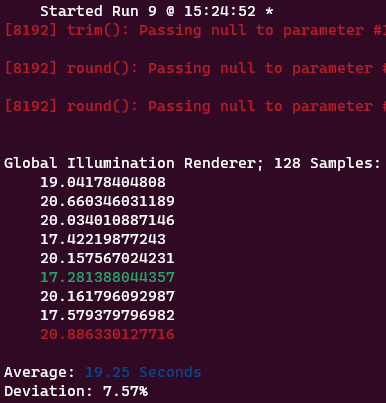 Started Run 9 @ 15:24:52 *
[8192] trim(): Passing null to parameter #
[8192] round(): Passing null to parameter #
[8192] round(): Passing null to parameter #
Global Illumination Renderer; 128 Samples:
19.04178404808
20.660346031189
20.034010887146
17.42219877243
20.157567024231
17.281388044357
20.161796092987
17.579379796982
20.886330127716
Average: 19.25 Seconds
Deviation: 7.57%